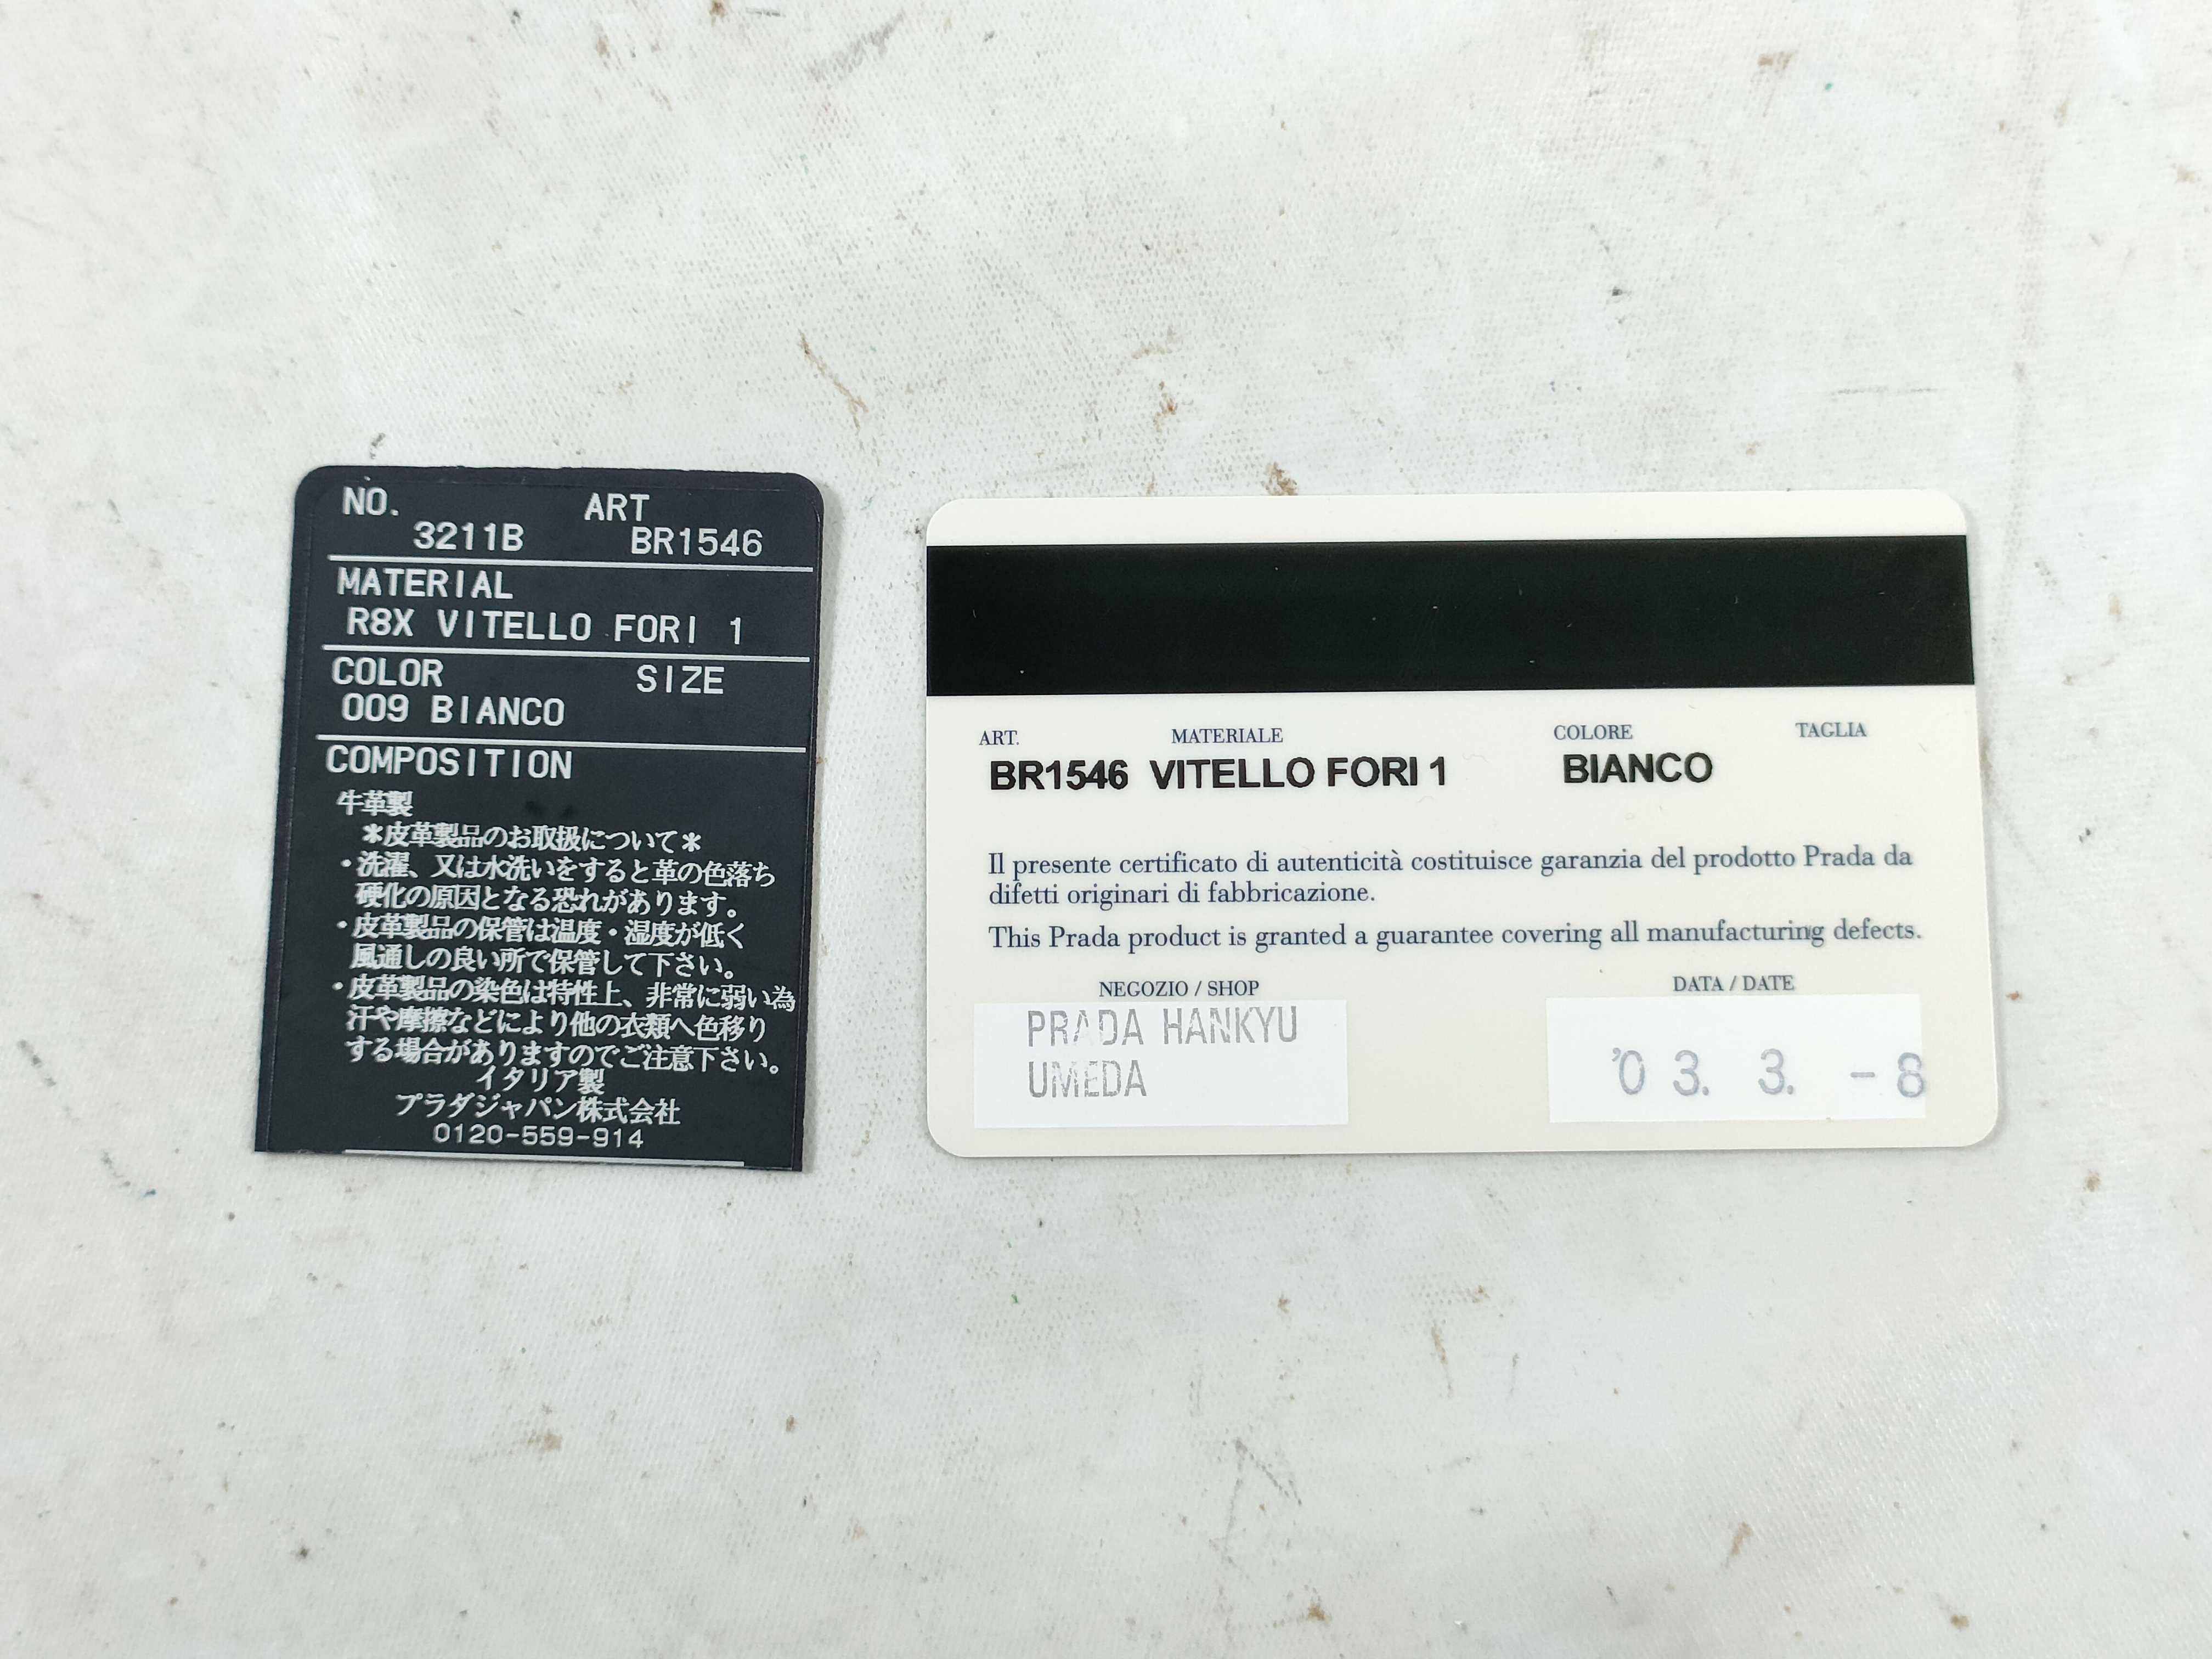 NO. ART
3211B BR1546
MATERIAL
R8X VITELLO FORI 1
COLOR SIZE
009 BIANCO
COMPOSITION
牛革製
＊皮革製品のお取扱について＊
・洗濯、又は水洗いをすると革の色落ち
硬化の原因となる恐れがあります。
・皮革製品の保管は温度・湿度が低く
風通しの良い所で保管して下さい。
・皮革製品の染色は特性上、非常に弱い為
汗や摩擦などにより他の衣類へ色移り
する場合がありますのでご注意下さい。
イタリア製
プラダジャパン株式会社
0120-559-914
ART. MATERIALE COLORE TAGLIA
BR1546 VITELLO FORI 1 BIANCO
Il presente certificato di autenticità costituisce garanzia del prodotto Prada da
difetti originari di fabbricazione.
This Prada product is granted a guarantee covering all manufacturing defects.
NEGOZIO / SHOP DATA / DATE
PRADA HANKYU
UMEDA
'03. 3. -8